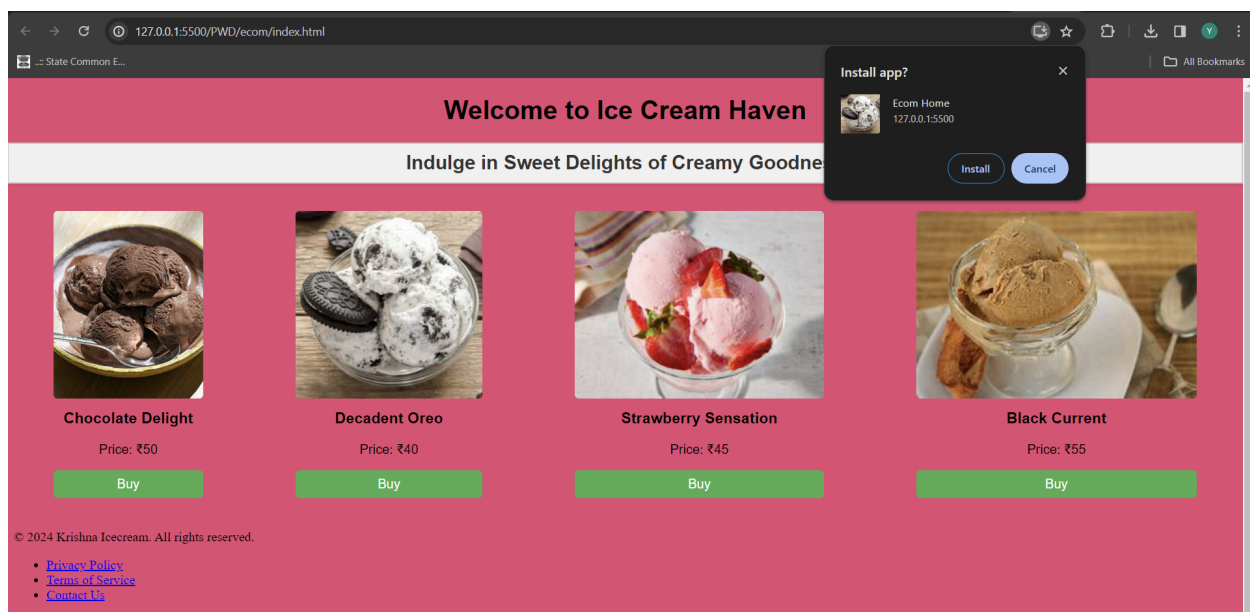 127.0.0.1:5500/PWD/ecom/index.html
Y
..:: State Common E...
All Bookmarks
Install app?
Ecom Home
127.0.0.1:5500
Install
Cancel
Welcome to Ice Cream Haven
Indulge in Sweet Delights of Creamy Goodne
Chocolate Delight
Decadent Oreo
Strawberry Sensation
Black Current
Price: ₹50
Price: ₹40
Price: ₹45
Price: ₹55
Buy
Buy
Buy
Buy
© 2024 Krishna Icecream. All rights reserved.
Privacy Policy
Terms of Service
Contact Us